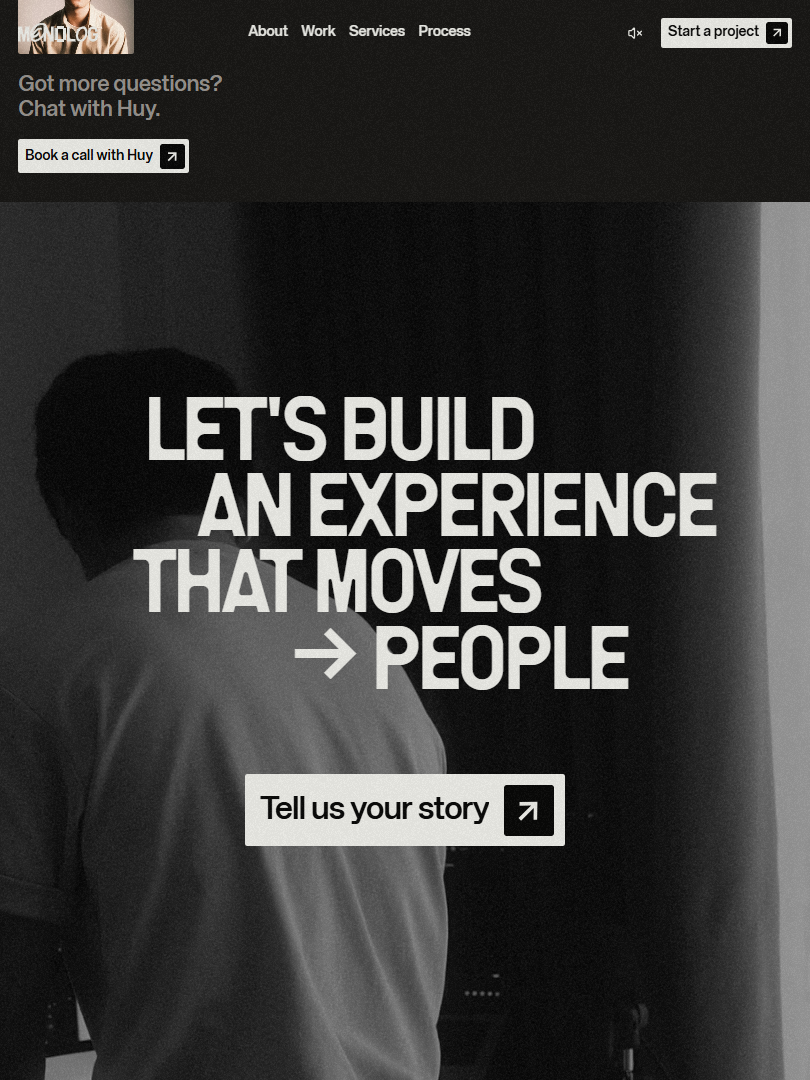 MONOLOG
About Work Services Process
Start a project
Got more questions?
Chat with Huy.
Book a call with Huy
LET'S BUILD
AN EXPERIENCE
THAT MOVES
→ PEOPLE
Tell us your story